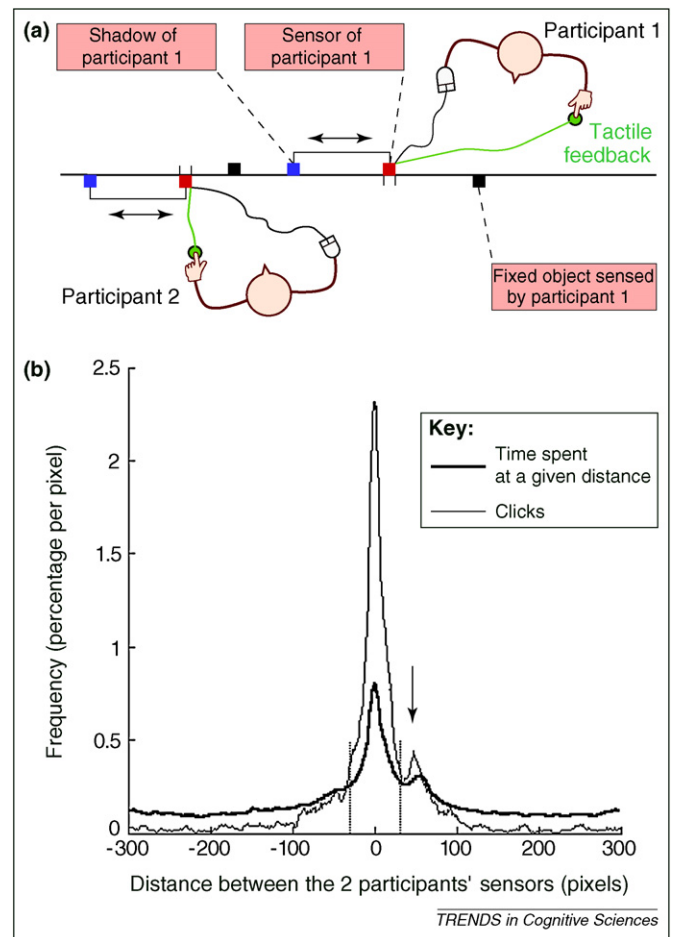 (a)
Shadow of
participant 1
Sensor of
participant 1
Participant 1
Tactile
feedback
Participant 2
Fixed object sensed
by participant 1
(b)
Frequency (percentage per pixel)
2.5
2
1.5
1
0.5
0
Key:
Time spent
at a given distance
Clicks
-300
-200
-100
0
100
200
300
Distance between the 2 participants' sensors (pixels)
TRENDS in Cognitive Sciences